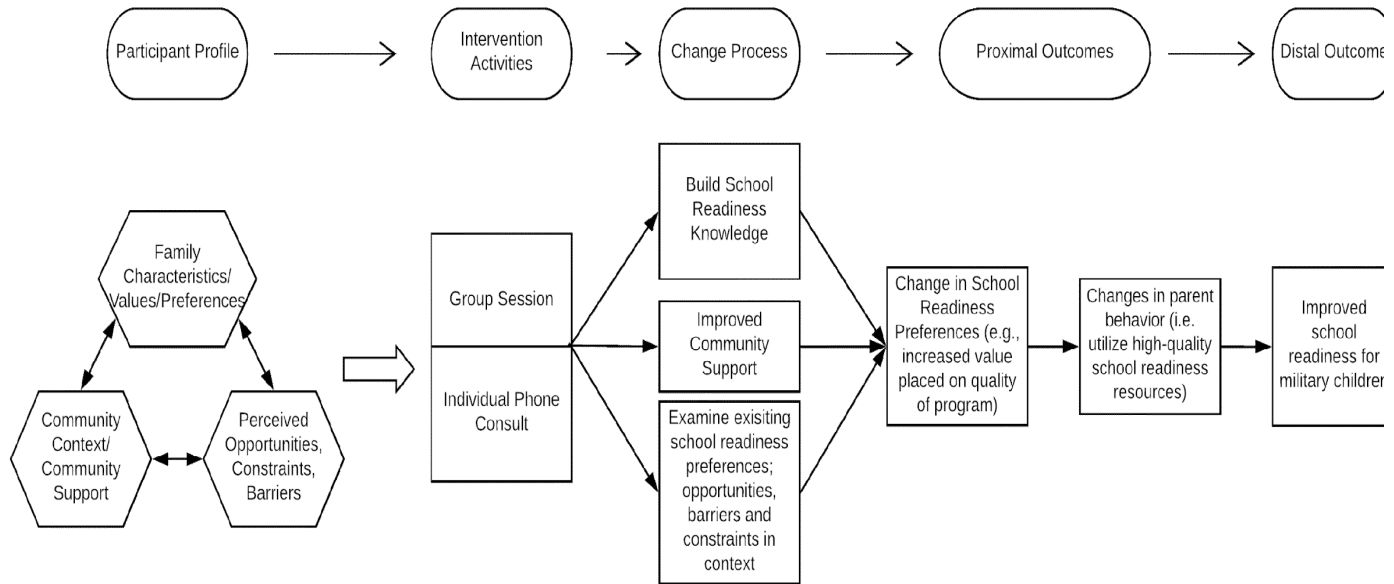 Participant Profile
Intervention
Activities
Change Process
Proximal Outcomes
Distal Outcome
Family
Characteristics/
Values/Preferences
Community
Context/
Community
Support
Perceived
Opportunities,
Constraints,
Barriers
Group Session
Individual Phone
Consult
Build School
Readiness
Knowledge
Improved
Community
Support
Examine exisiting
school readiness
preferences;
opportunities,
barriers and
constraints in
context
Change in School
Readiness
Preferences (e.g.,
increased value
placed on quality
of program)
Changes in parent
behavior (i.e.
utilize high-quality
school readiness
resources)
Improved
school
readiness for
military children